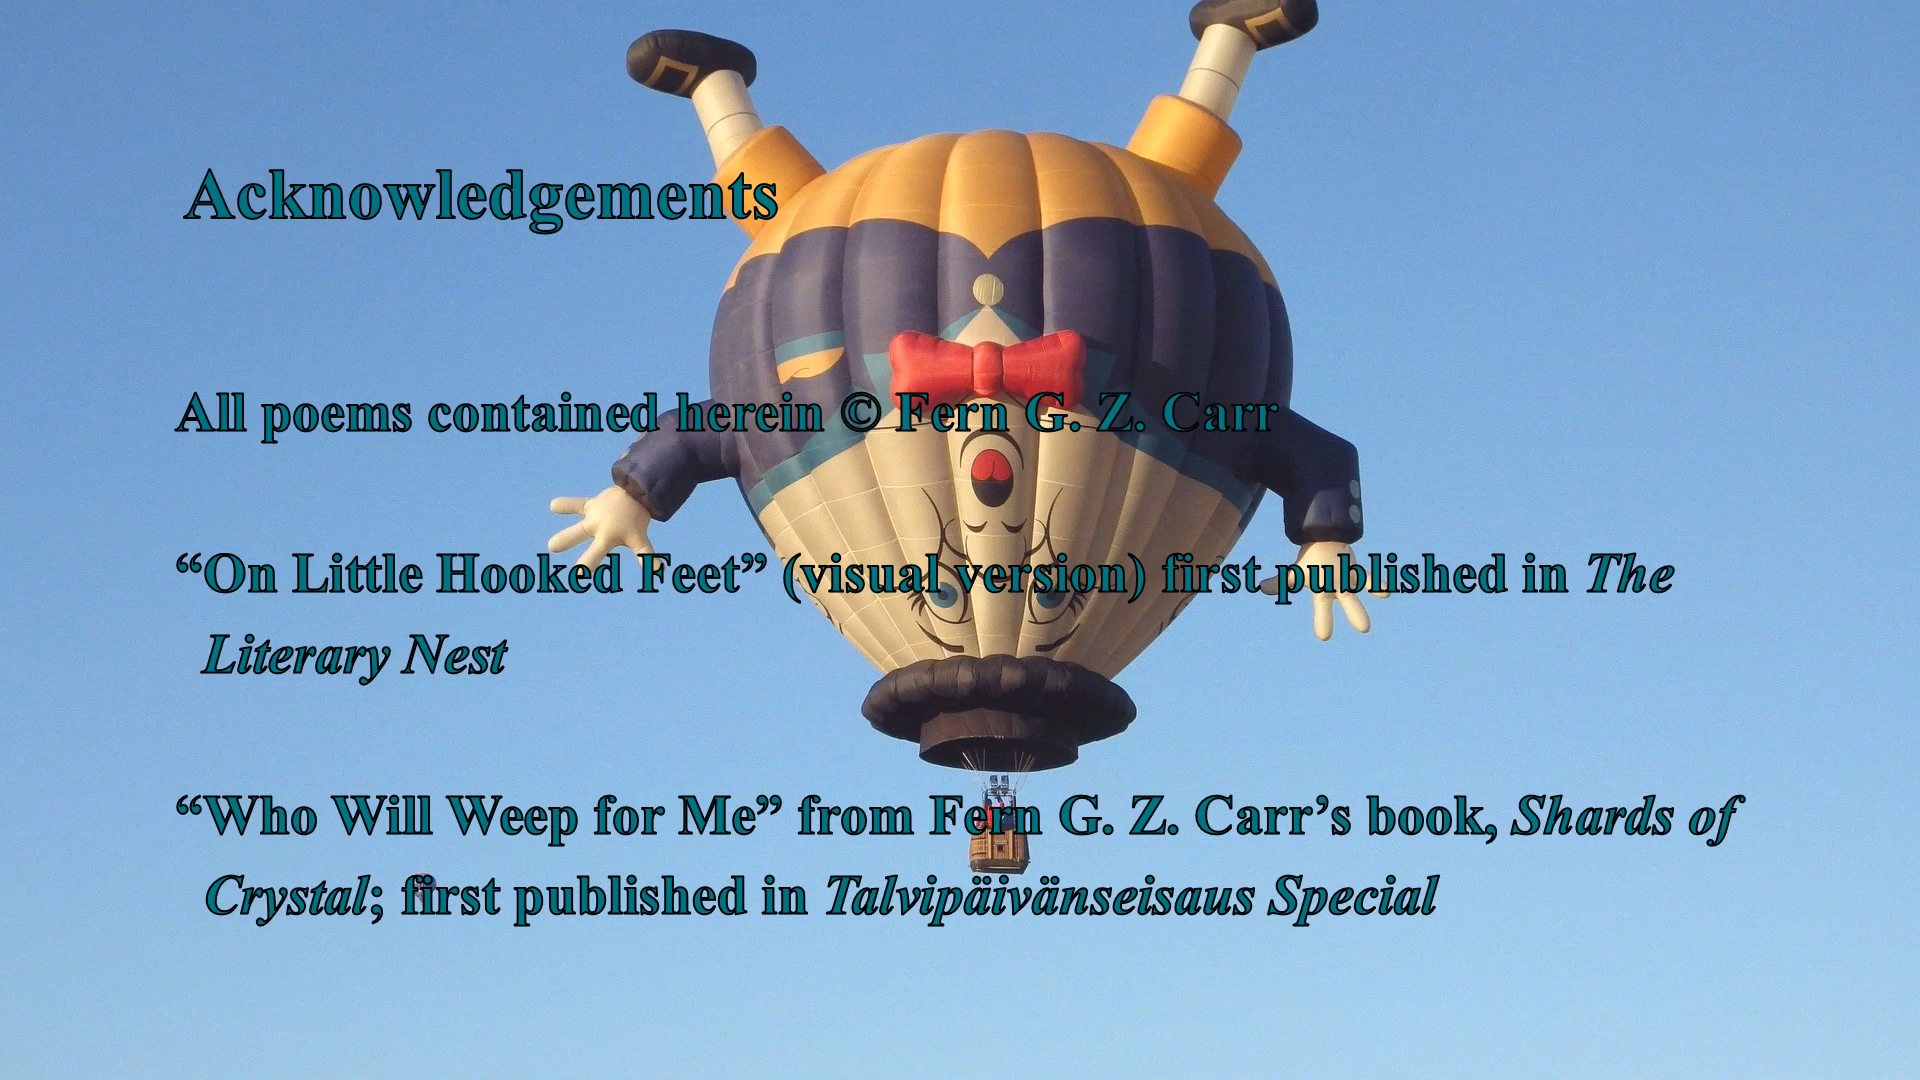 Acknowledgements
All poems contained herein © Fern G. Z. Carr
“On Little Hooked Feet” (visual version) first published in The
Literary Nest
“Who Will Weep for Me” from Fern G. Z. Carr’s book, Shards of
Crystal; first published in Talvipäivänseisaus Special